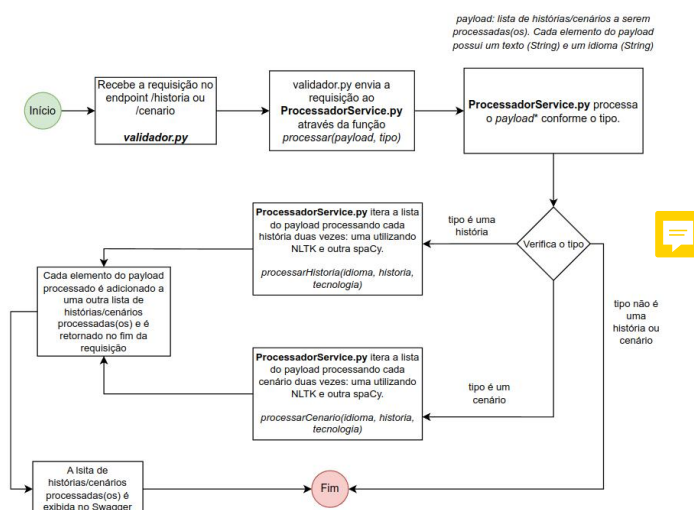 payload: lista de histórias/cenários a serem
processadas(os). Cada elemento do payload
possui um texto (String) e um idioma (String)
Início
Recebe a requisição no
endpoint /historia ou
/cenario
validador.py
validador.py envia a
requisição ao
ProcessadorService.py
através da função
processar(payload, tipo)
ProcessadorService.py processa
o payload* conforme o tipo.
Verifica o tipo
tipo é uma
história
ProcessadorService.py itera a lista
do payload processando cada
história duas vezes: uma utilizando
NLTK e outra spaCy.
processarHistoria(idioma, historia,
tecnologia)
tipo não é
uma
história ou
cenário
Cada elemento do payload
processado é adicionado a
uma outra lista de
histórias/cenários
processadas(os) e é
retornado no fim da
requisição
ProcessadorService.py itera a lista
do payload processando cada
cenário duas vezes: uma utilizando
NLTK e outra spaCy.
processarCenario(idioma, historia,
tecnologia)
tipo é um
cenário
A lsita de
histórias/cenários
processadas(os) é
exibida no Swagger
Fim